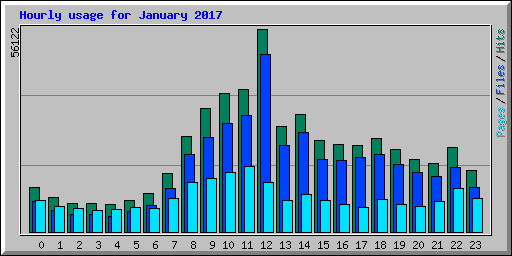 Hourly usage for January 2017
56122
Pages/Files/Hits
0 1 2 3 4 5 6 7 8 9 10 11 12 13 14 15 16 17 18 19 20 21 22 23